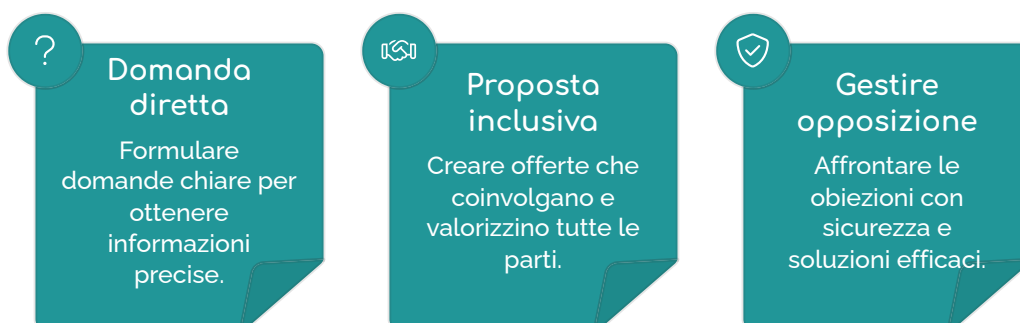 Domanda
diretta
Formulare
domande chiare per
ottenere
informazioni
precise.
Proposta
inclusiva
Creare offerte che
coinvolgano e
valorizzino tutte le
parti.
Gestire
opposizione
Affrontare le
obiezioni con
sicurezza e
soluzioni efficaci.